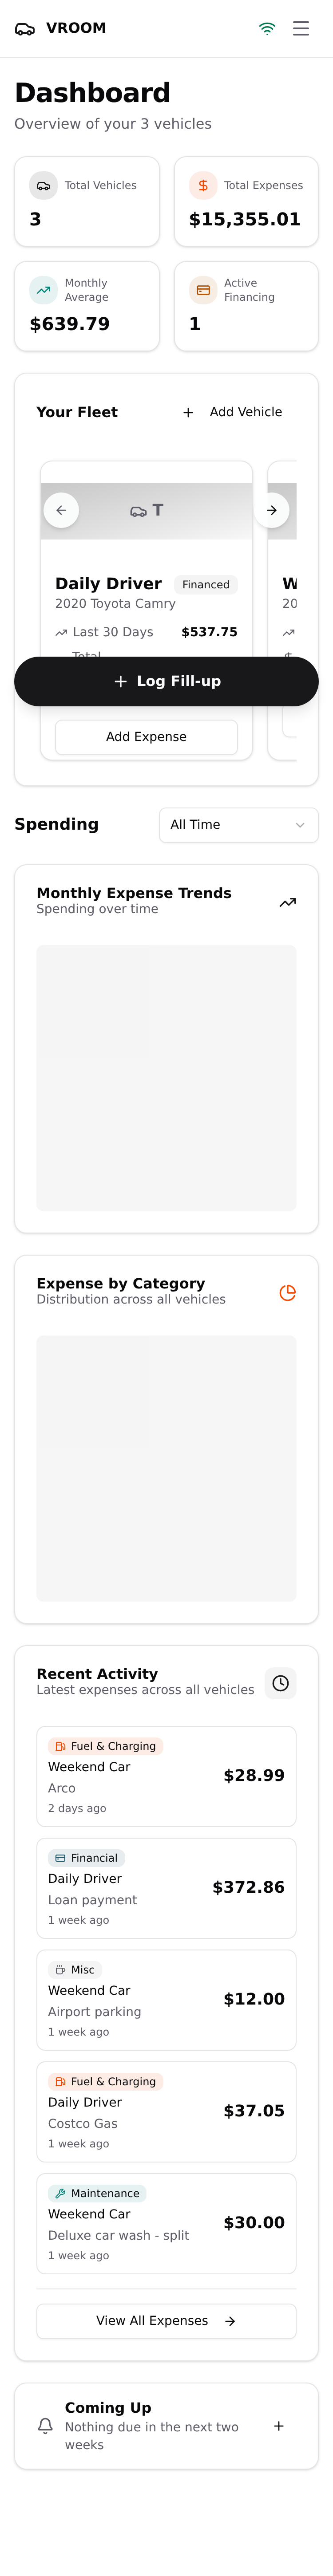 VROOM
Dashboard
Overview of your 3 vehicles
Total Vehicles
3
Total Expenses
$15,355.01
Monthly
Average
$639.79
Active
Financing
1
Your Fleet
+ Add Vehicle
T
Daily Driver Financed
2020 Toyota Camry
Last 30 Days $537.75
Total
W
20
+ Log Fill-up
Add Expense
Spending
All Time
Monthly Expense Trends
Spending over time
Expense by Category
Distribution across all vehicles
Recent Activity
Latest expenses across all vehicles
Fuel & Charging
Weekend Car
Arco
2 days ago
$28.99
Financial
Daily Driver
Loan payment
1 week ago
$372.86
Misc
Weekend Car
Airport parking
1 week ago
$12.00
Fuel & Charging
Daily Driver
Costco Gas
1 week ago
$37.05
Maintenance
Weekend Car
Deluxe car wash - split
1 week ago
$30.00
View All Expenses →
Coming Up
Nothing due in the next two
weeks